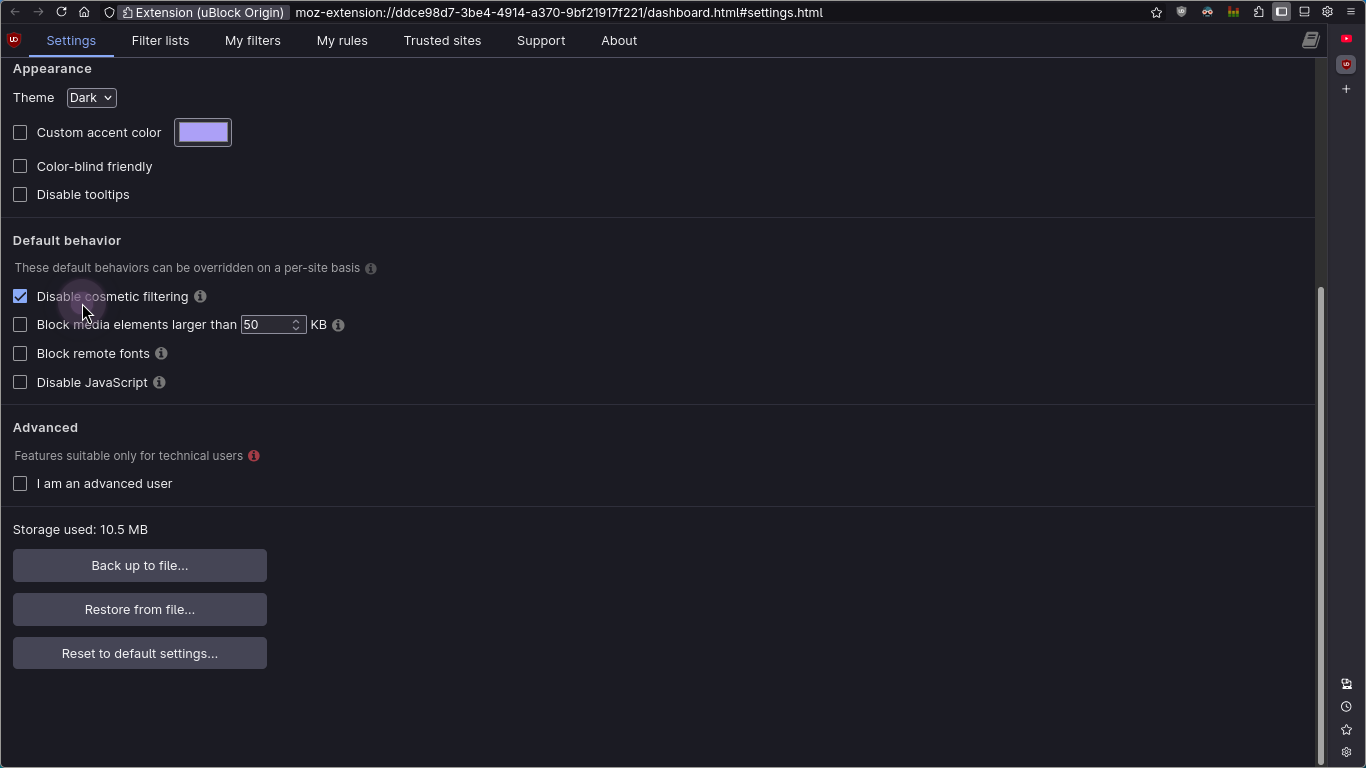 Extension (uBlock Origin) moz-extension://ddce98d7-3be4-4914-a370-9bf21917f221/dashboard.html#settings.html
Settings Filter lists My filters My rules Trusted sites Support About
Appearance
Theme Dark
Custom accent color
Color-blind friendly
Disable tooltips
Default behavior
These default behaviors can be overridden on a per-site basis
Disable cosmetic filtering
Block media elements larger than 50 KB
Block remote fonts
Disable JavaScript
Advanced
Features suitable only for technical users
I am an advanced user
Storage used: 10.5 MB
Back up to file...
Restore from file...
Reset to default settings...